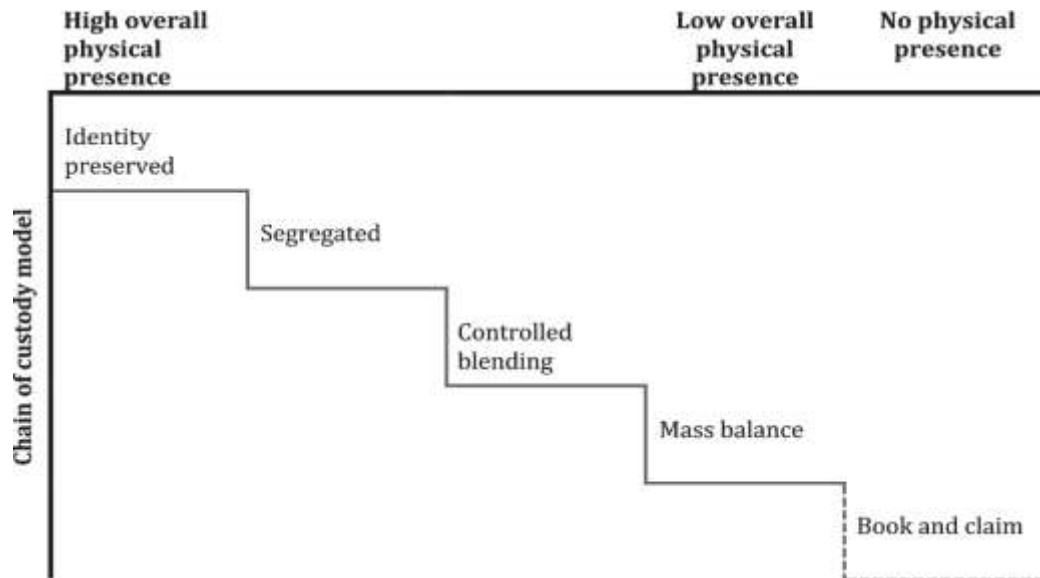 High overall
physical
presence
Low overall
physical
presence
No physical
presence
Chain of custody model
Identity
preserved
Segregated
Controlled
blending
Mass balance
Book and claim